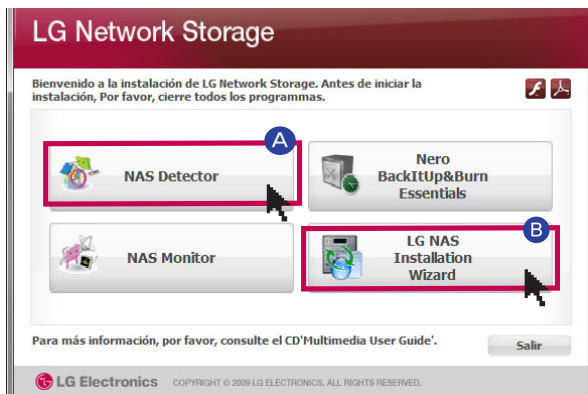 LG Network Storage
Bienvenido a la instalación de LG Network Storage. Antes de iniciar la
instalación, Por favor, cierre todos los programmas.
A
NAS Detector
Nero
BackItUp&Burn
Essentials
NAS Monitor
B
LG NAS
Installation
Wizard
Para más información, por favor, consulte el CD'Multimedia User Guide'.
Salir
LG Electronics COPYRIGHT © 2009 LG ELECTRONICS. ALL RIGHTS RESERVED.